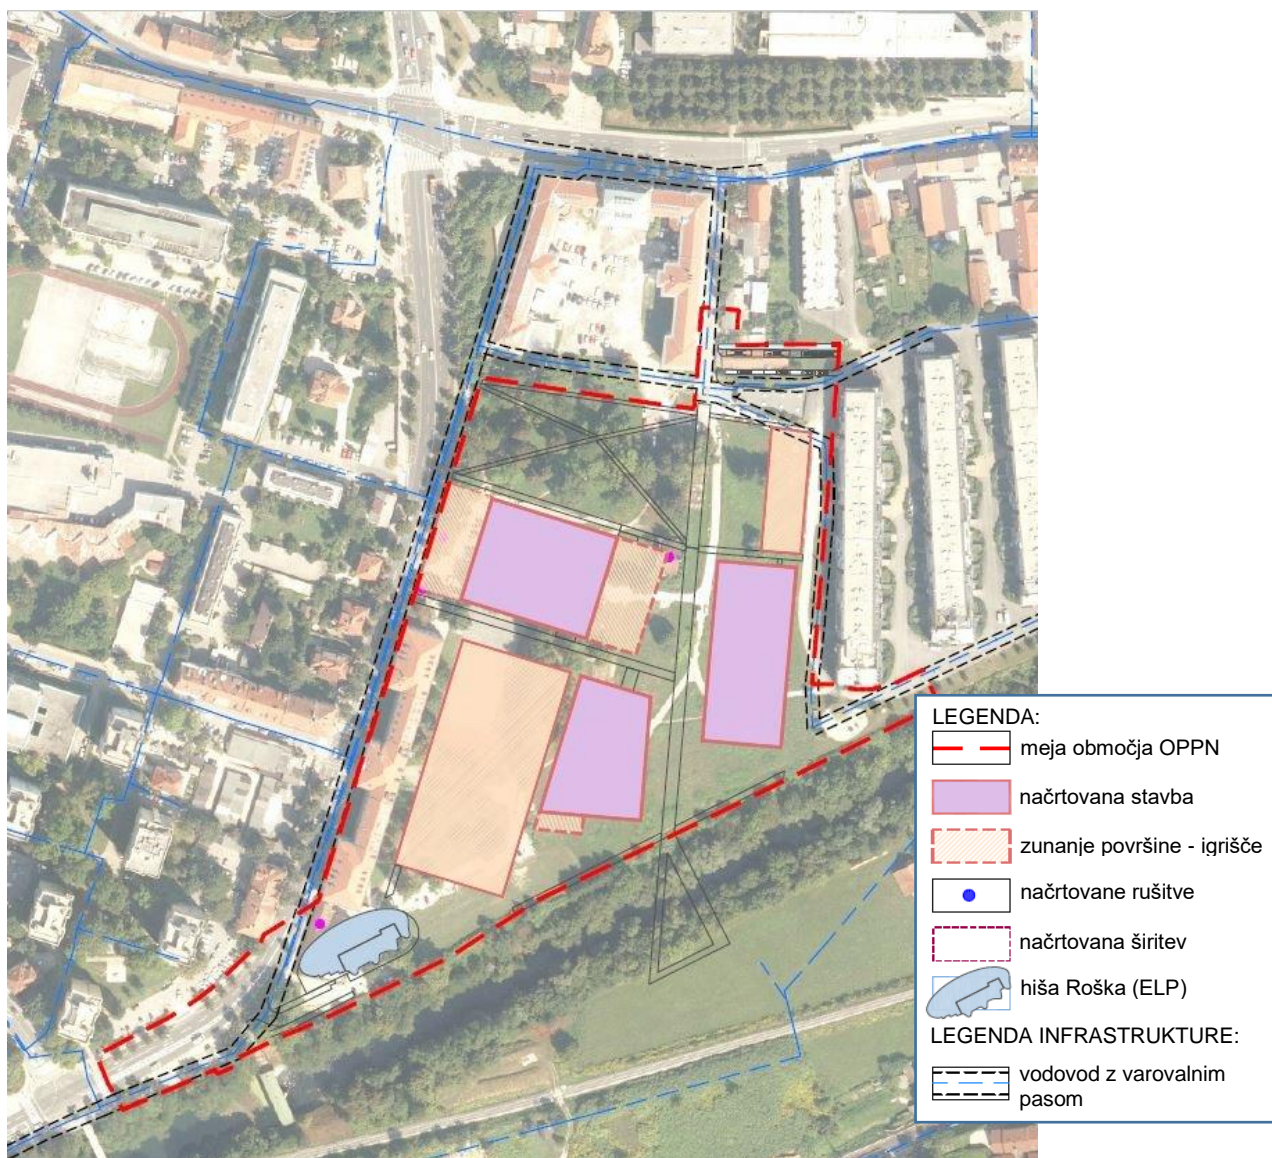 LEGENDA:
meja območja OPPN
načrtovana stavba
zunanje površine - igrišče
načrtovane rušitve
načrtovana širitev
hiša Roška (ELP)
LEGENDA INFRASTRUKTURE:
vodovod z varovalnim
pasom